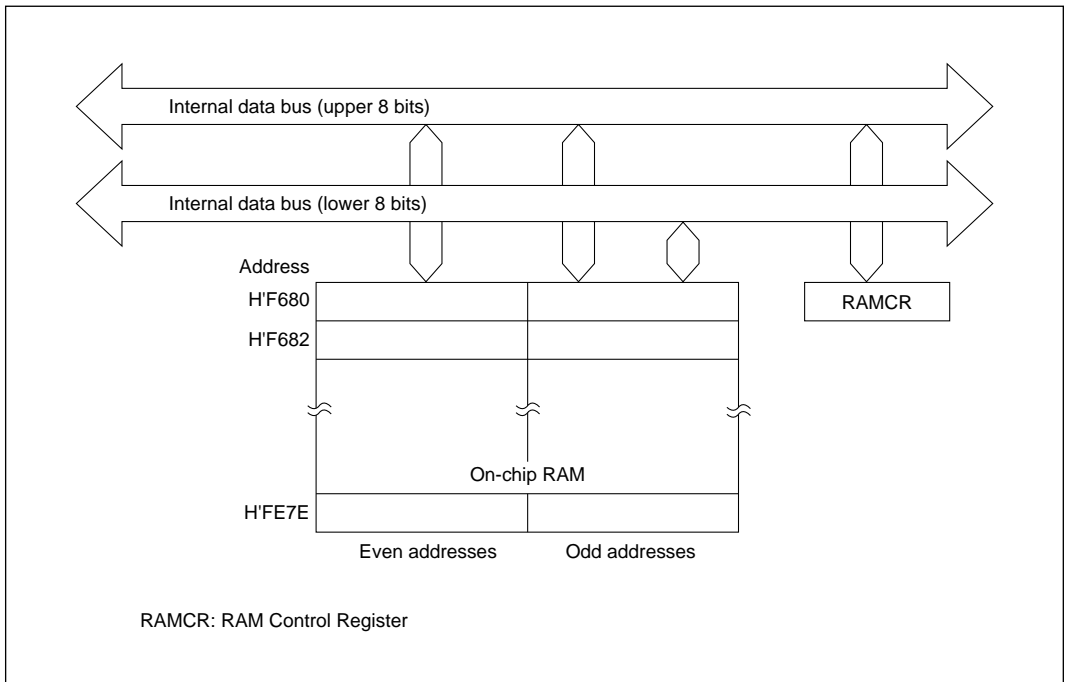 Internal data bus (upper 8 bits)
Internal data bus (lower 8 bits)
Address
H'F680
RAMCR
H'F682
On-chip RAM
H'FE7E
Even addresses
Odd addresses
RAMCR: RAM Control Register